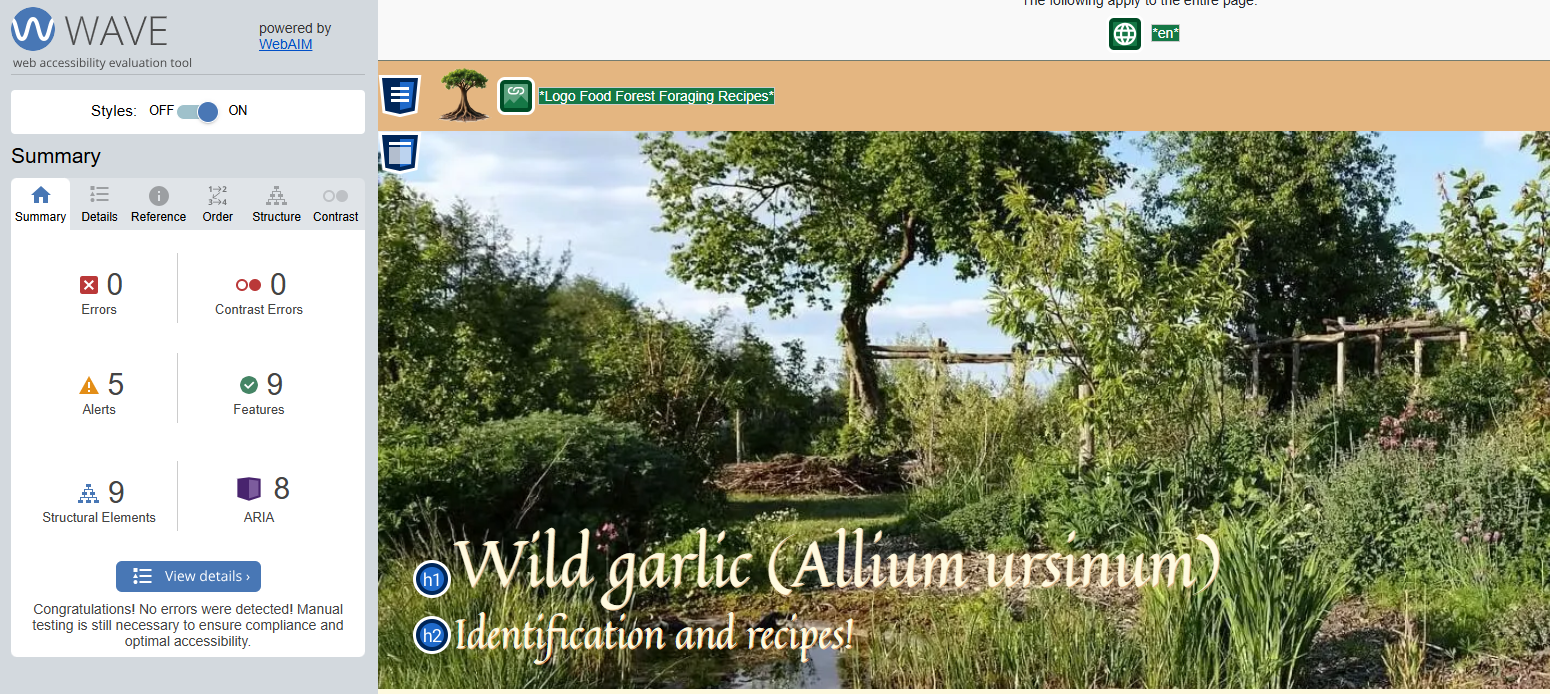 WAVE
powered by
WebAIM
web accessibility evaluation tool
Styles: OFF ON
Summary
Summary Details Reference Order Structure Contrast
0 0
Errors Contrast Errors
5 9
Alerts Features
9 8
Structural Elements ARIA
View details ›
Congratulations! No errors were detected! Manual
testing is still necessary to ensure compliance and
optimal accessibility.
The following apply to the entire page:
*en*
*Logo Food Forest Foraging Recipes*
h1 Wild garlic (Allium ursinum)
h2 Identification and recipes!